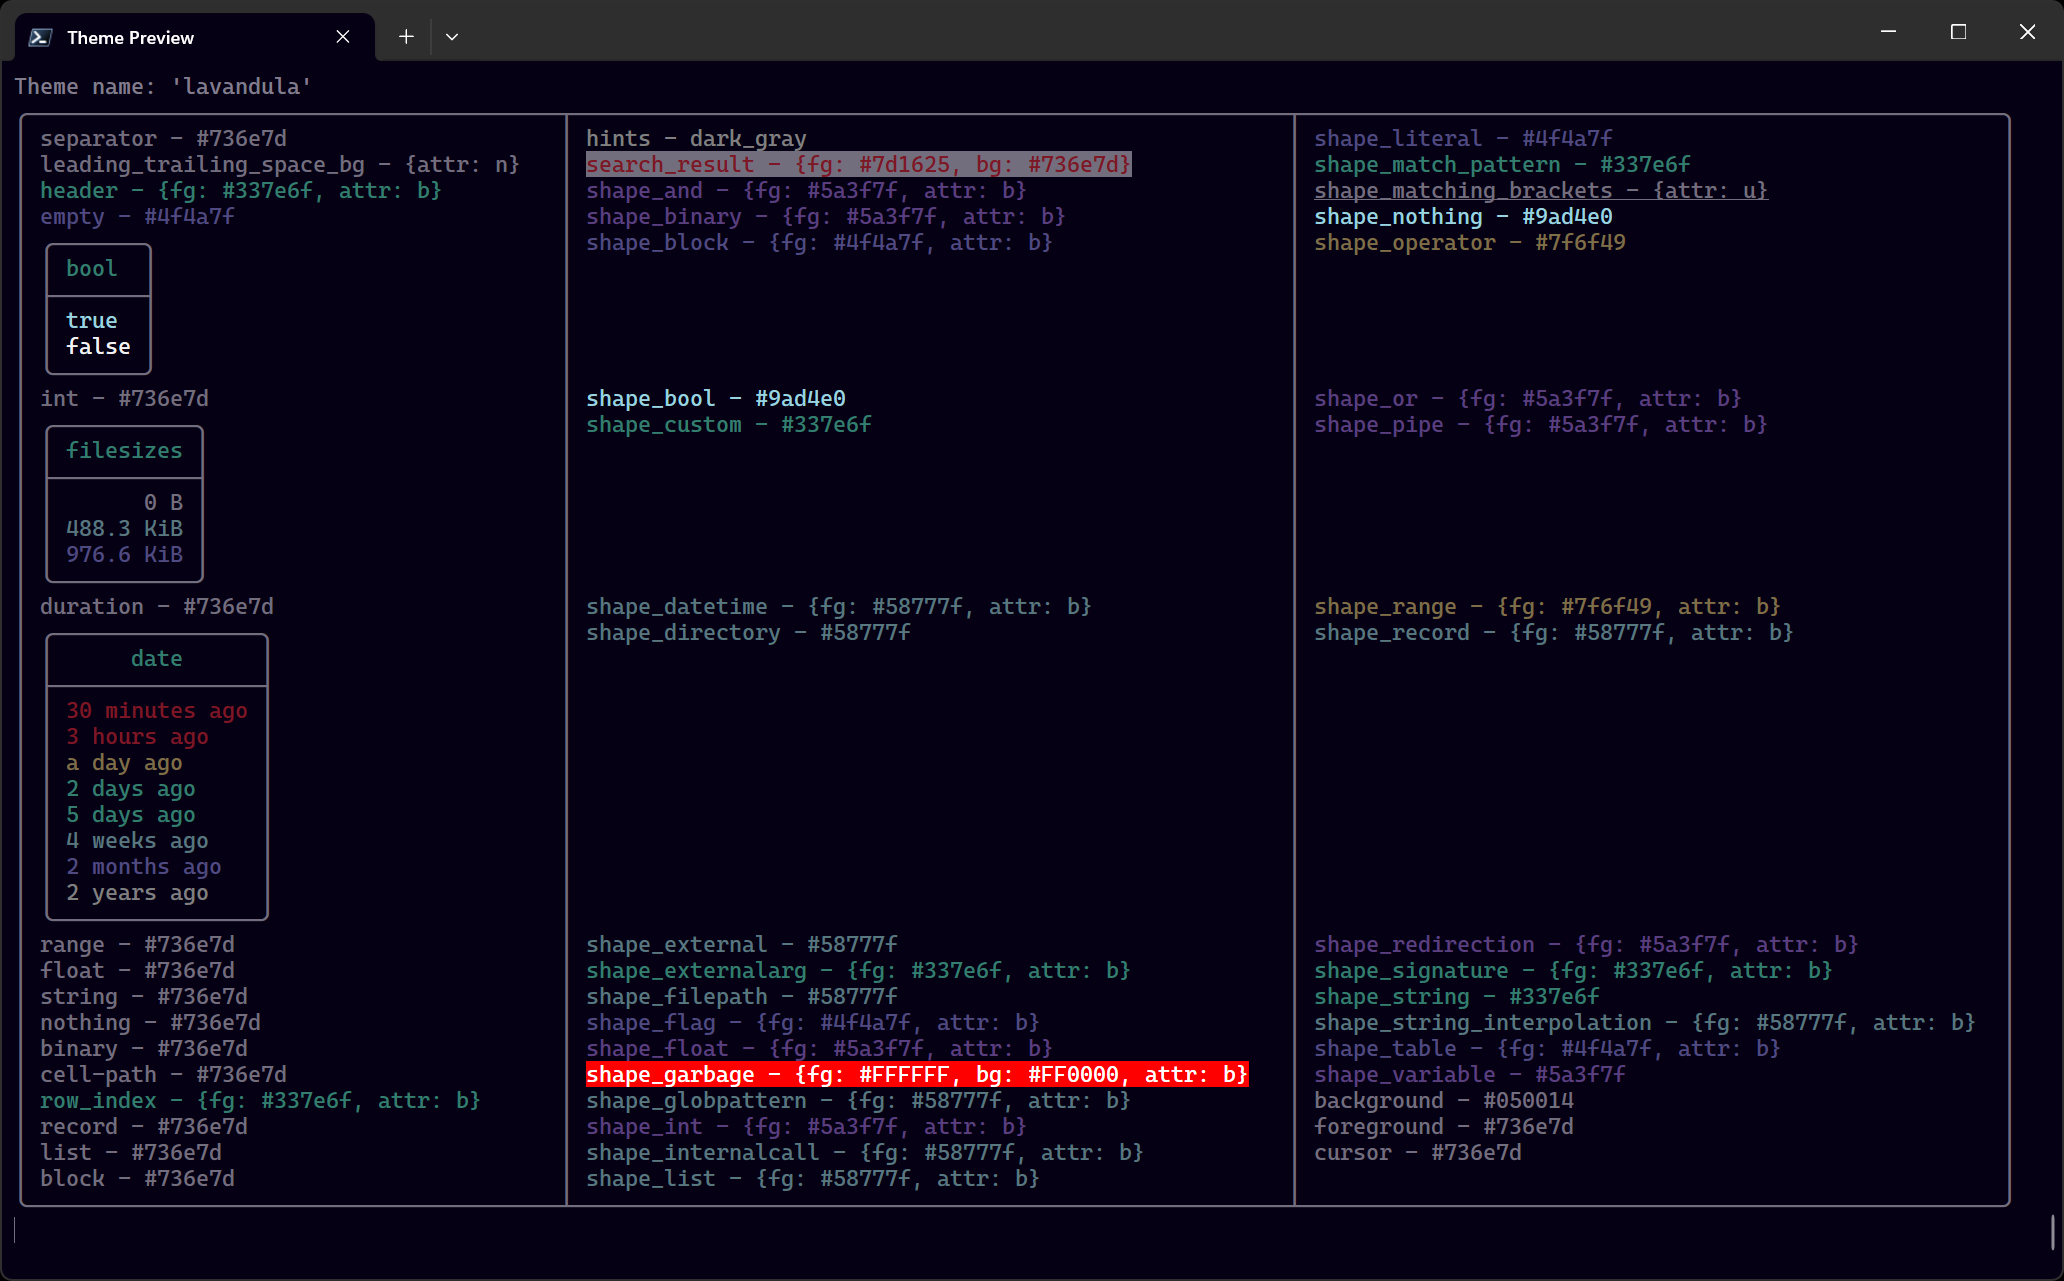 Theme Preview
Theme name: 'lavandula'
separator - #736e7d
leading_trailing_space_bg - {attr: n}
header - {fg: #337e6f, attr: b}
empty - #4f4a7f
bool
true
false
int - #736e7d
filesizes
0 B
488.3 KiB
976.6 KiB
duration - #736e7d
date
30 minutes ago
3 hours ago
a day ago
2 days ago
5 days ago
4 weeks ago
2 months ago
2 years ago
range - #736e7d
float - #736e7d
string - #736e7d
nothing - #736e7d
binary - #736e7d
cell-path - #736e7d
row_index - {fg: #337e6f, attr: b}
record - #736e7d
list - #736e7d
block - #736e7d
hints - dark_gray
search_result - {fg: #7d1625, bg: #736e7d}
shape_and - {fg: #5a3f7f, attr: b}
shape_binary - {fg: #5a3f7f, attr: b}
shape_block - {fg: #4f4a7f, attr: b}
shape_bool - #9ad4e0
shape_custom - #337e6f
shape_datetime - {fg: #58777f, attr: b}
shape_directory - #58777f
shape_external - #58777f
shape_externalarg - {fg: #337e6f, attr: b}
shape_filepath - #58777f
shape_flag - {fg: #4f4a7f, attr: b}
shape_float - {fg: #5a3f7f, attr: b}
shape_garbage - {fg: #FFFFFF, bg: #FF0000, attr: b}
shape_globpattern - {fg: #58777f, attr: b}
shape_int - {fg: #5a3f7f, attr: b}
shape_internalcall - {fg: #58777f, attr: b}
shape_list - {fg: #58777f, attr: b}
shape_literal - #4f4a7f
shape_match_pattern - #337e6f
shape_matching_brackets - {attr: u}
shape_nothing - #9ad4e0
shape_operator - #7f6f49
shape_or - {fg: #5a3f7f, attr: b}
shape_pipe - {fg: #5a3f7f, attr: b}
shape_range - {fg: #7f6f49, attr: b}
shape_record - {fg: #58777f, attr: b}
shape_redirection - {fg: #5a3f7f, attr: b}
shape_signature - {fg: #337e6f, attr: b}
shape_string - #337e6f
shape_string_interpolation - {fg: #58777f, attr: b}
shape_table - {fg: #4f4a7f, attr: b}
shape_variable - #5a3f7f
background - #050014
foreground - #736e7d
cursor - #736e7d